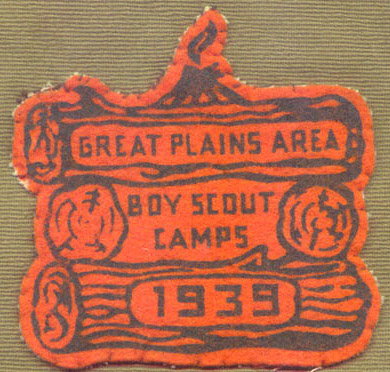 GREAT PLAINS AREA
BOY SCOUT
CAMPS
1939